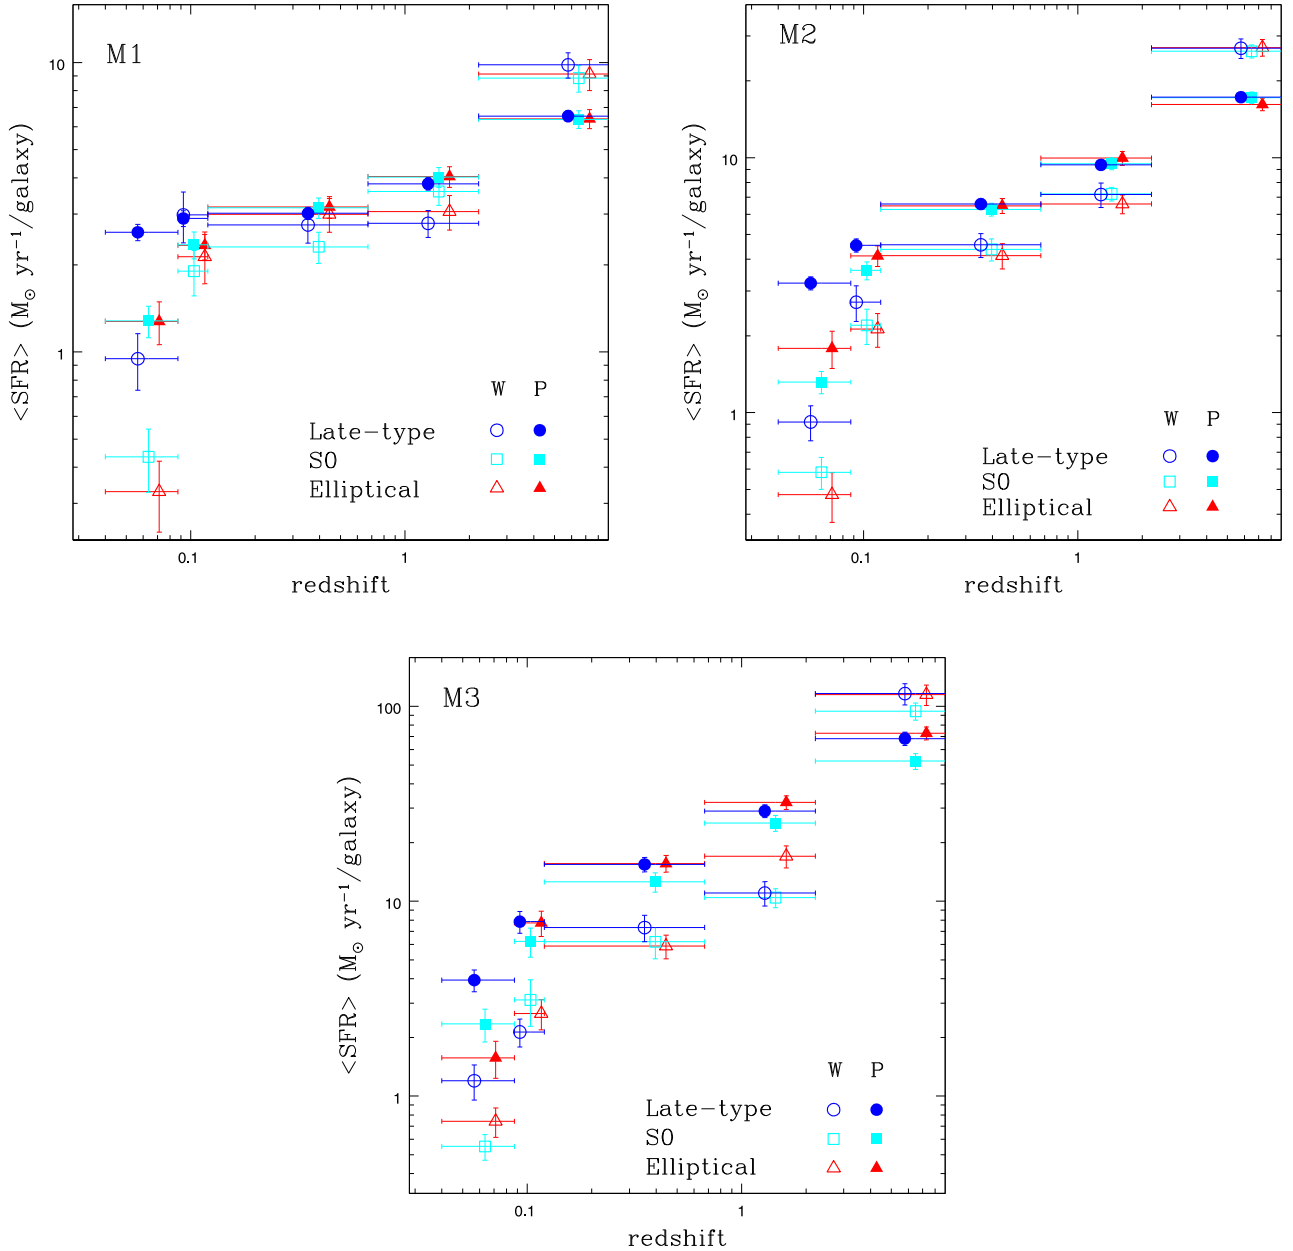 M1
10
1
<SFR> (M⊙ yr⁻¹/galaxy)
W P
Late-type
S0
Elliptical
0.1 1
redshift
M2
10
1
<SFR> (M⊙ yr⁻¹/galaxy)
W P
Late-type
S0
Elliptical
0.1 1
redshift
M3
100
10
1
<SFR> (M⊙ yr⁻¹/galaxy)
W P
Late-type
S0
Elliptical
0.1 1
redshift